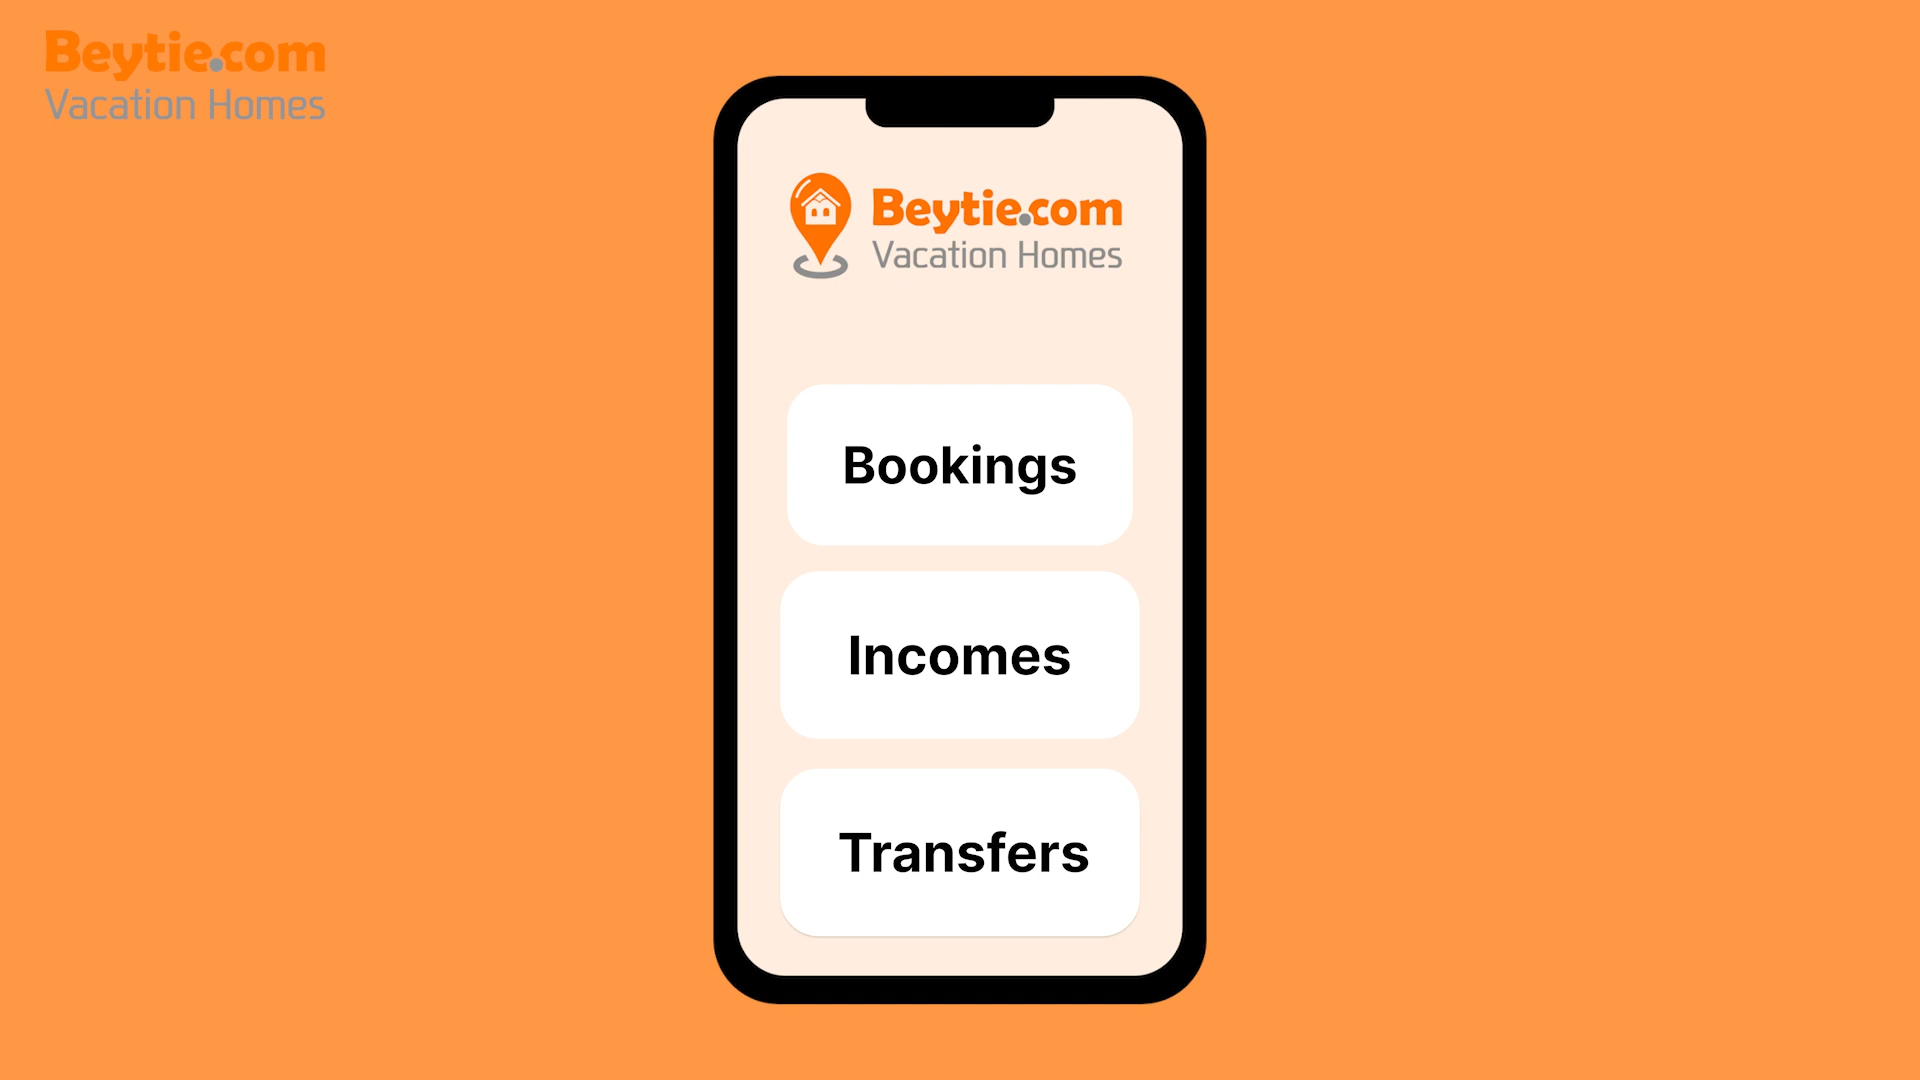 Beytie.com
Vacation Homes
Beytie.com
Vacation Homes
Bookings
Incomes
Transfers